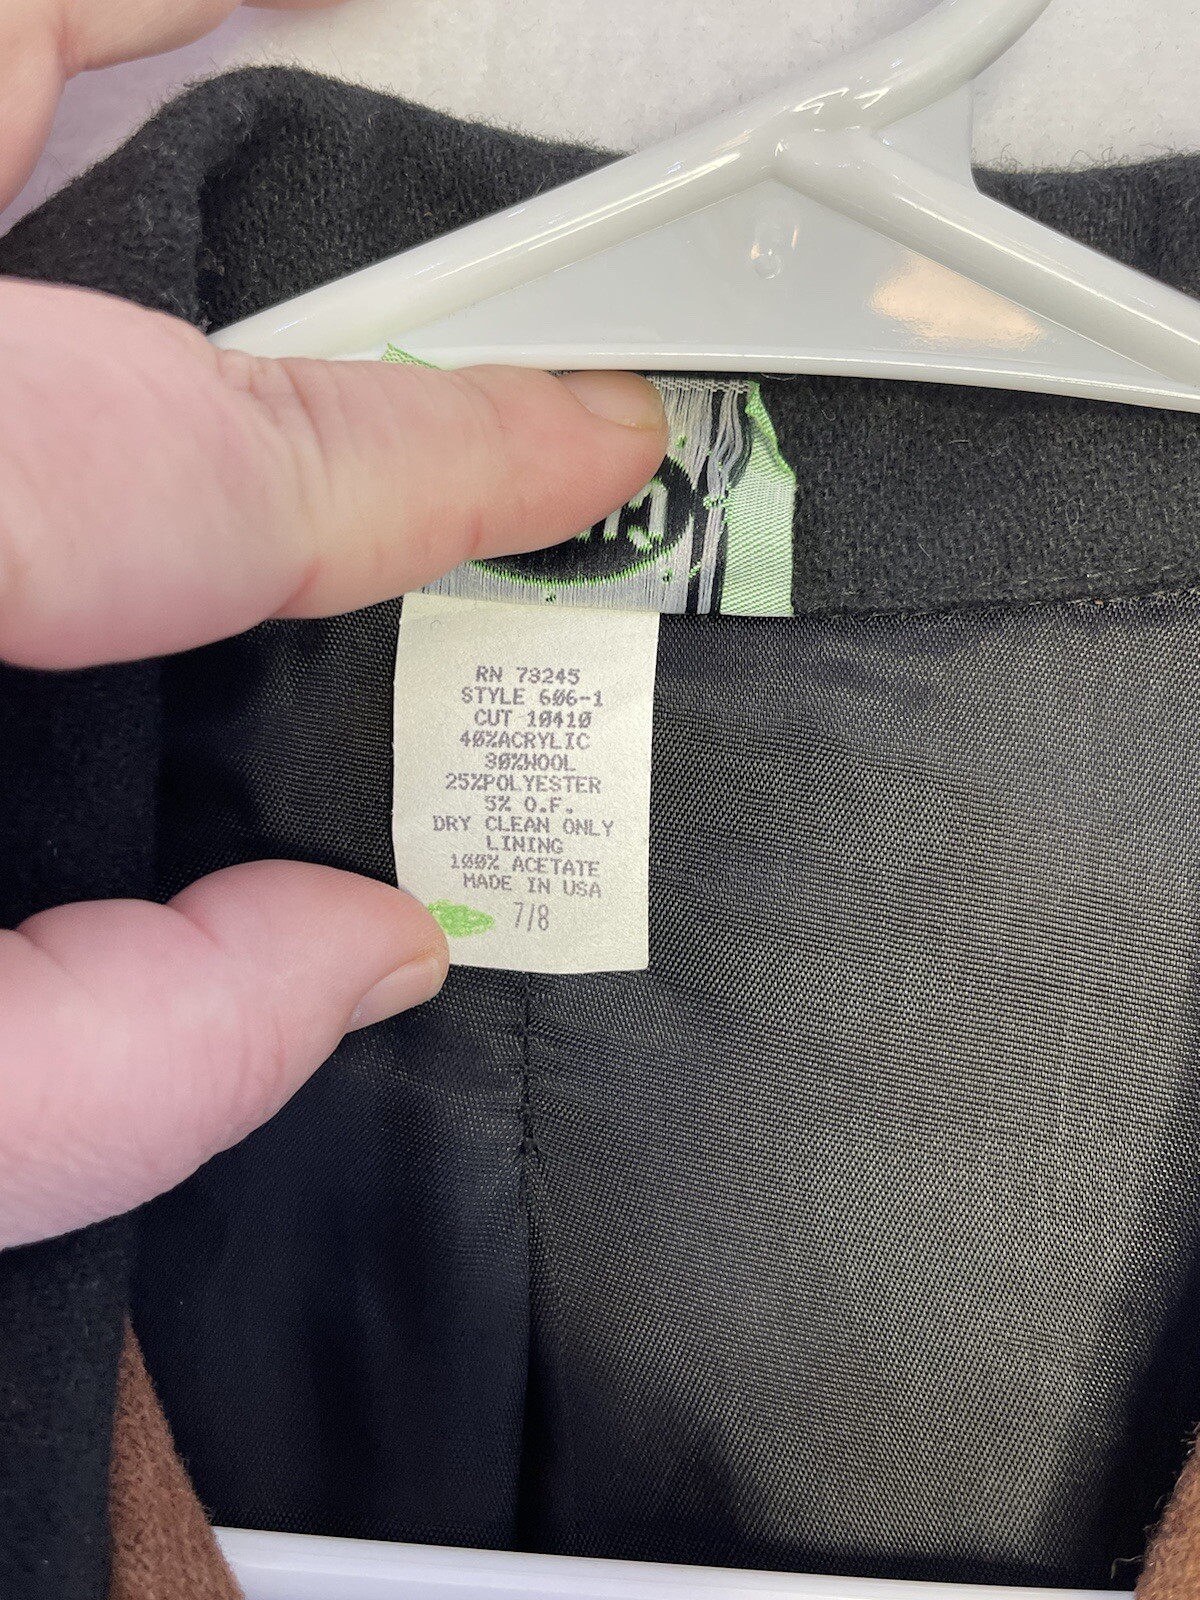 RN 73245
STYLE 606-1
CUT 10410
40%ACRYLIC
30%WOOL
25%POLYESTER
5% O.F.
DRY CLEAN ONLY
LINING
100% ACETATE
MADE IN USA
7/8